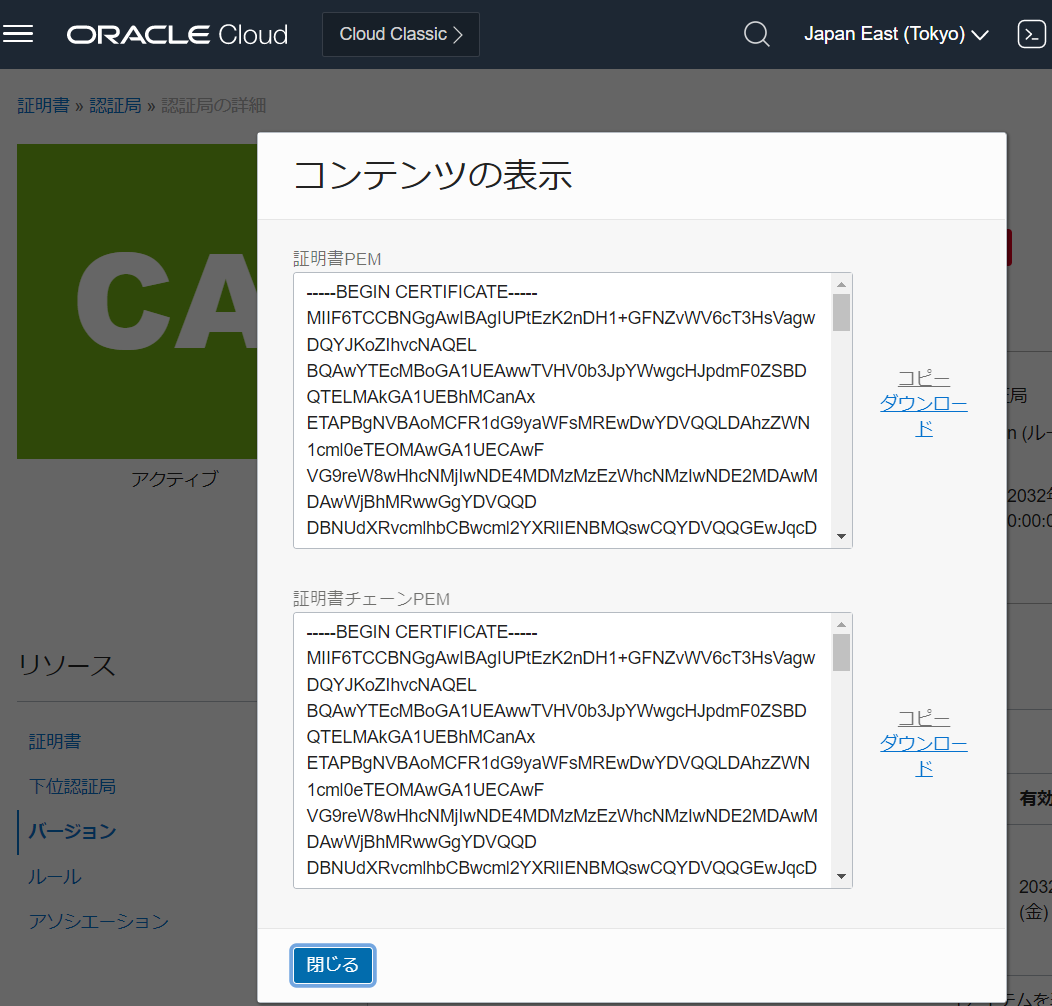 ORACLE Cloud
Cloud Classic
Japan East (Tokyo)
証明書 » 認証局 » 認証局の詳細
CA
アクティブ
リソース
証明書
下位認証局
バージョン
ルール
アソシエーション
コンテンツの表示
証明書PEM
-----BEGIN CERTIFICATE-----
MIIF6TCCBNGgAwIBAgIUPtEzK2nDH1+GFNZvWV6cT3HsVagw
DQYJKoZIhvcNAQEL
BQAwYTEcMBoGA1UEAwwTVHV0b3JpYWwgcHJpdmF0ZSBD
QTELMAkGA1UEBhMCanAx
ETAPBgNVBAoMCFR1dG9yaWFsMREwDwYDVQQLDAhzZWN
1cml0eTEOMAwGA1UECAwF
VG9reW8wHhcNMjIwNDE4MDMzMzEzWhcNMzIwNDE2MDAwM
DAwWjBhMRwwGgYDVQQD
DBNUdXRvcmlhbCBwcml2YXRlIENBMQswCQYDVQQGEwJqcD
コピー
ダウンロー
ド
証明書チェーンPEM
-----BEGIN CERTIFICATE-----
MIIF6TCCBNGgAwIBAgIUPtEzK2nDH1+GFNZvWV6cT3HsVagw
DQYJKoZIhvcNAQEL
BQAwYTEcMBoGA1UEAwwTVHV0b3JpYWwgcHJpdmF0ZSBD
QTELMAkGA1UEBhMCanAx
ETAPBgNVBAoMCFR1dG9yaWFsMREwDwYDVQQLDAhzZWN
1cml0eTEOMAwGA1UECAwF
VG9reW8wHhcNMjIwNDE4MDMzMzEzWhcNMzIwNDE2MDAwM
DAwWjBhMRwwGgYDVQQD
DBNUdXRvcmlhbCBwcml2YXRlIENBMQswCQYDVQQGEwJqcD
コピー
ダウンロー
ド
閉じる
局
n (ルー
2032年
0:00:0
有効
2032
(金)